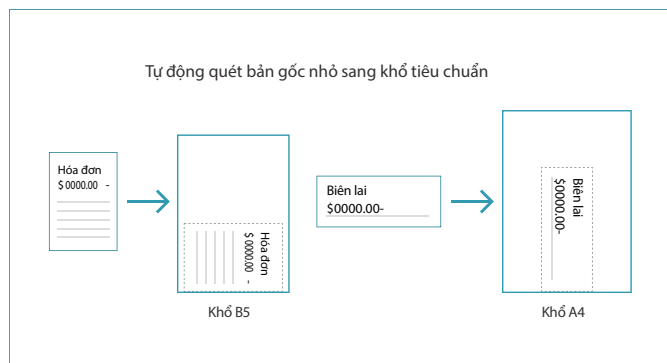 Tự động quét bản gốc nhỏ sang khổ tiêu chuẩn
Hóa đơn
$ 0000.00 -
Hóa đơn
$ 0000.00 -
Khổ B5
Biên lai
$0000.00-
Biên lai
$0000.00-
Khổ A4